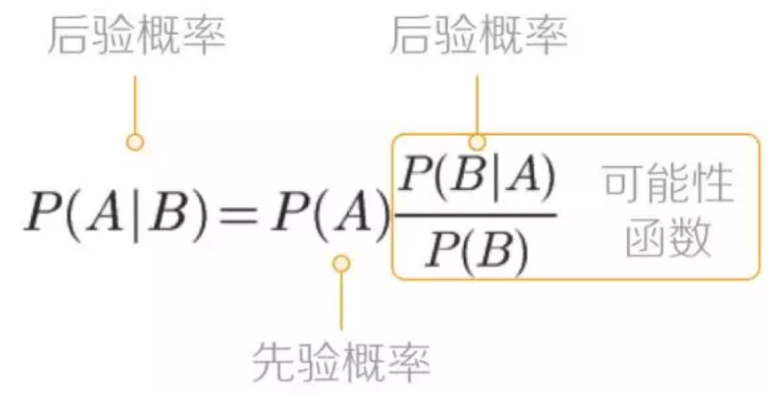 后验概率 后验概率
P(A|B) = P(A) P(B|A) / P(B)
可能性
函数
先验概率